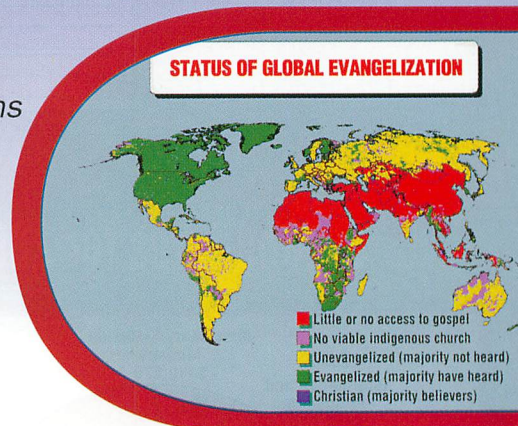 ns
STATUS OF GLOBAL EVANGELIZATION
Little or no access to gospel
No viable indigenous church
Unevangelized (majority not heard)
Evangelized (majority have heard)
Christian (majority believers)